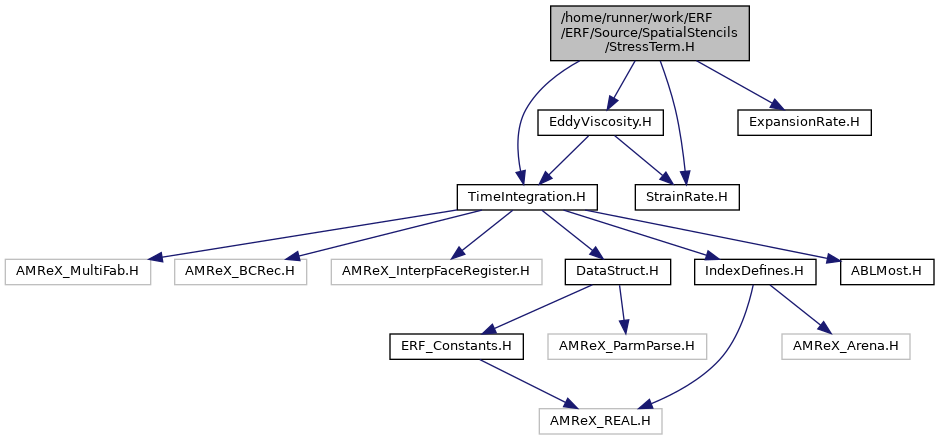 /home/runner/work/ERF
/ERF/Source/SpatialStencils
/StressTerm.H
EddyViscosity.H
ExpansionRate.H
TimeIntegration.H
StrainRate.H
AMReX_MultiFab.H
AMReX_BCRec.H
AMReX_InterpFaceRegister.H
DataStruct.H
IndexDefines.H
ABLMost.H
ERF_Constants.H
AMReX_ParmParse.H
AMReX_Arena.H
AMReX_REAL.H